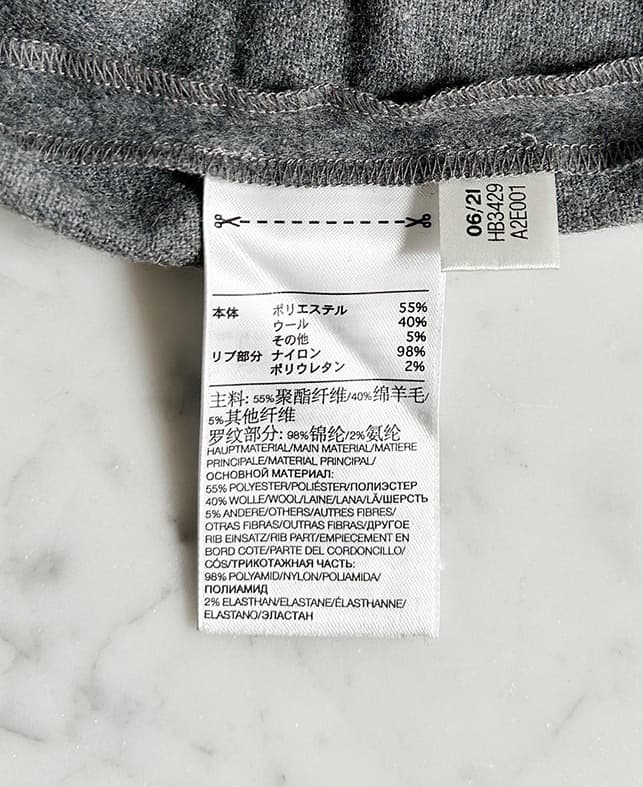 06/21
HB3429
A2E001
本体 ポリエステル 55%
ウール 40%
その他 5%
リブ部分 ナイロン 98%
ポリウレタン 2%
主料: 55%聚酯纤维/40%绵羊毛/
5%其他纤维
罗纹部分: 98%锦纶/2%氨纶
HAUPTMATERIAL/MAIN MATERIAL/MATIERE
PRINCIPALE/MATERIAL PRINCIPAL/
ОСНОВНОЙ МАТЕРИАЛ:
55% POLYESTER/POLIÉSTER/ПОЛИЭСТЕР
40% WOLLE/WOOL/LAINE/LANA/LÃ/ШЕРСТЬ
5% ANDERE/OTHERS/AUTRES FIBRES/
OTRAS FIBRAS/OUTRAS FIBRAS/ДРУГОЕ
RIB EINSATZ/RIB PART/EMPIECEMENT EN
BORD COTE/PARTE DEL CORDONCILLO/
CÓS/ТРИКОТАЖНАЯ ЧАСТЬ:
98% POLYAMID/NYLON/POLIAMIDA/
ПОЛИАМИД
2% ELASTHAN/ELASTANE/ÉLASTHANNE/
ELASTANO/ЭЛАСТАН